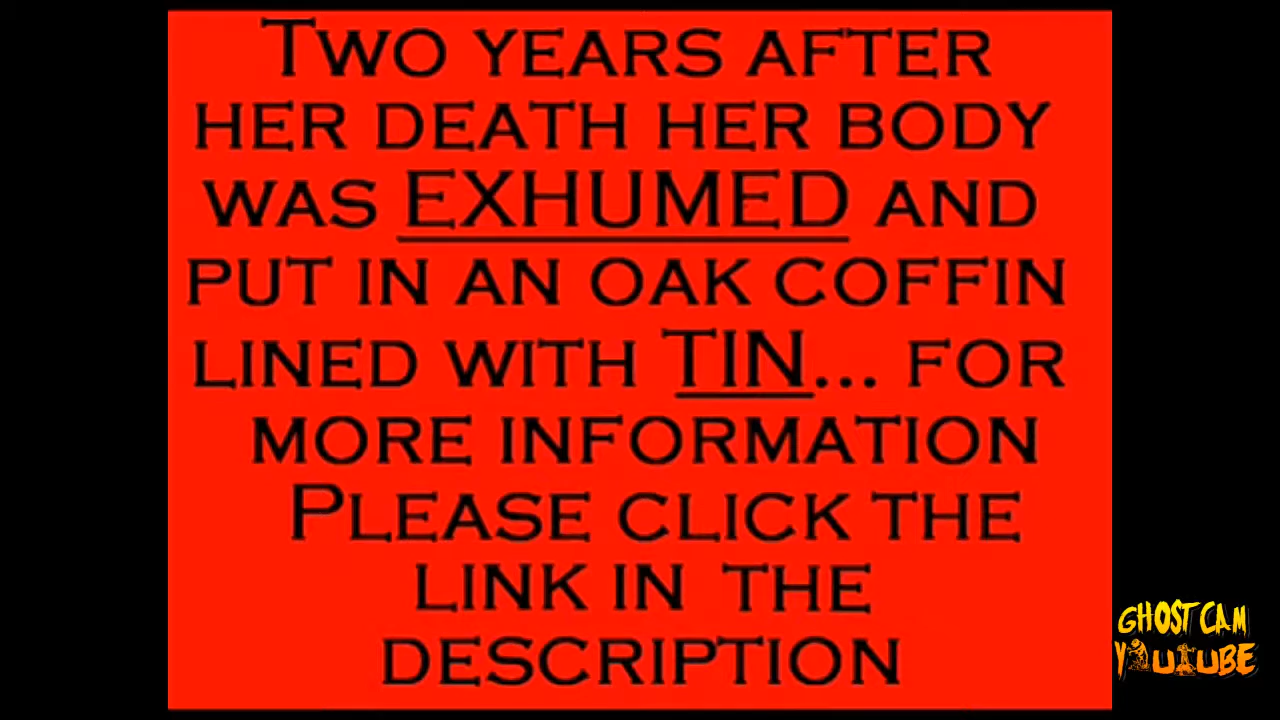 TWO YEARS AFTER
HER DEATH HER BODY
WAS EXHUMED AND
PUT IN AN OAK COFFIN
LINED WITH TIN... FOR
MORE INFORMATION
PLEASE CLICK THE
LINK IN THE
DESCRIPTION
GHOST CAM
YOUTUBE